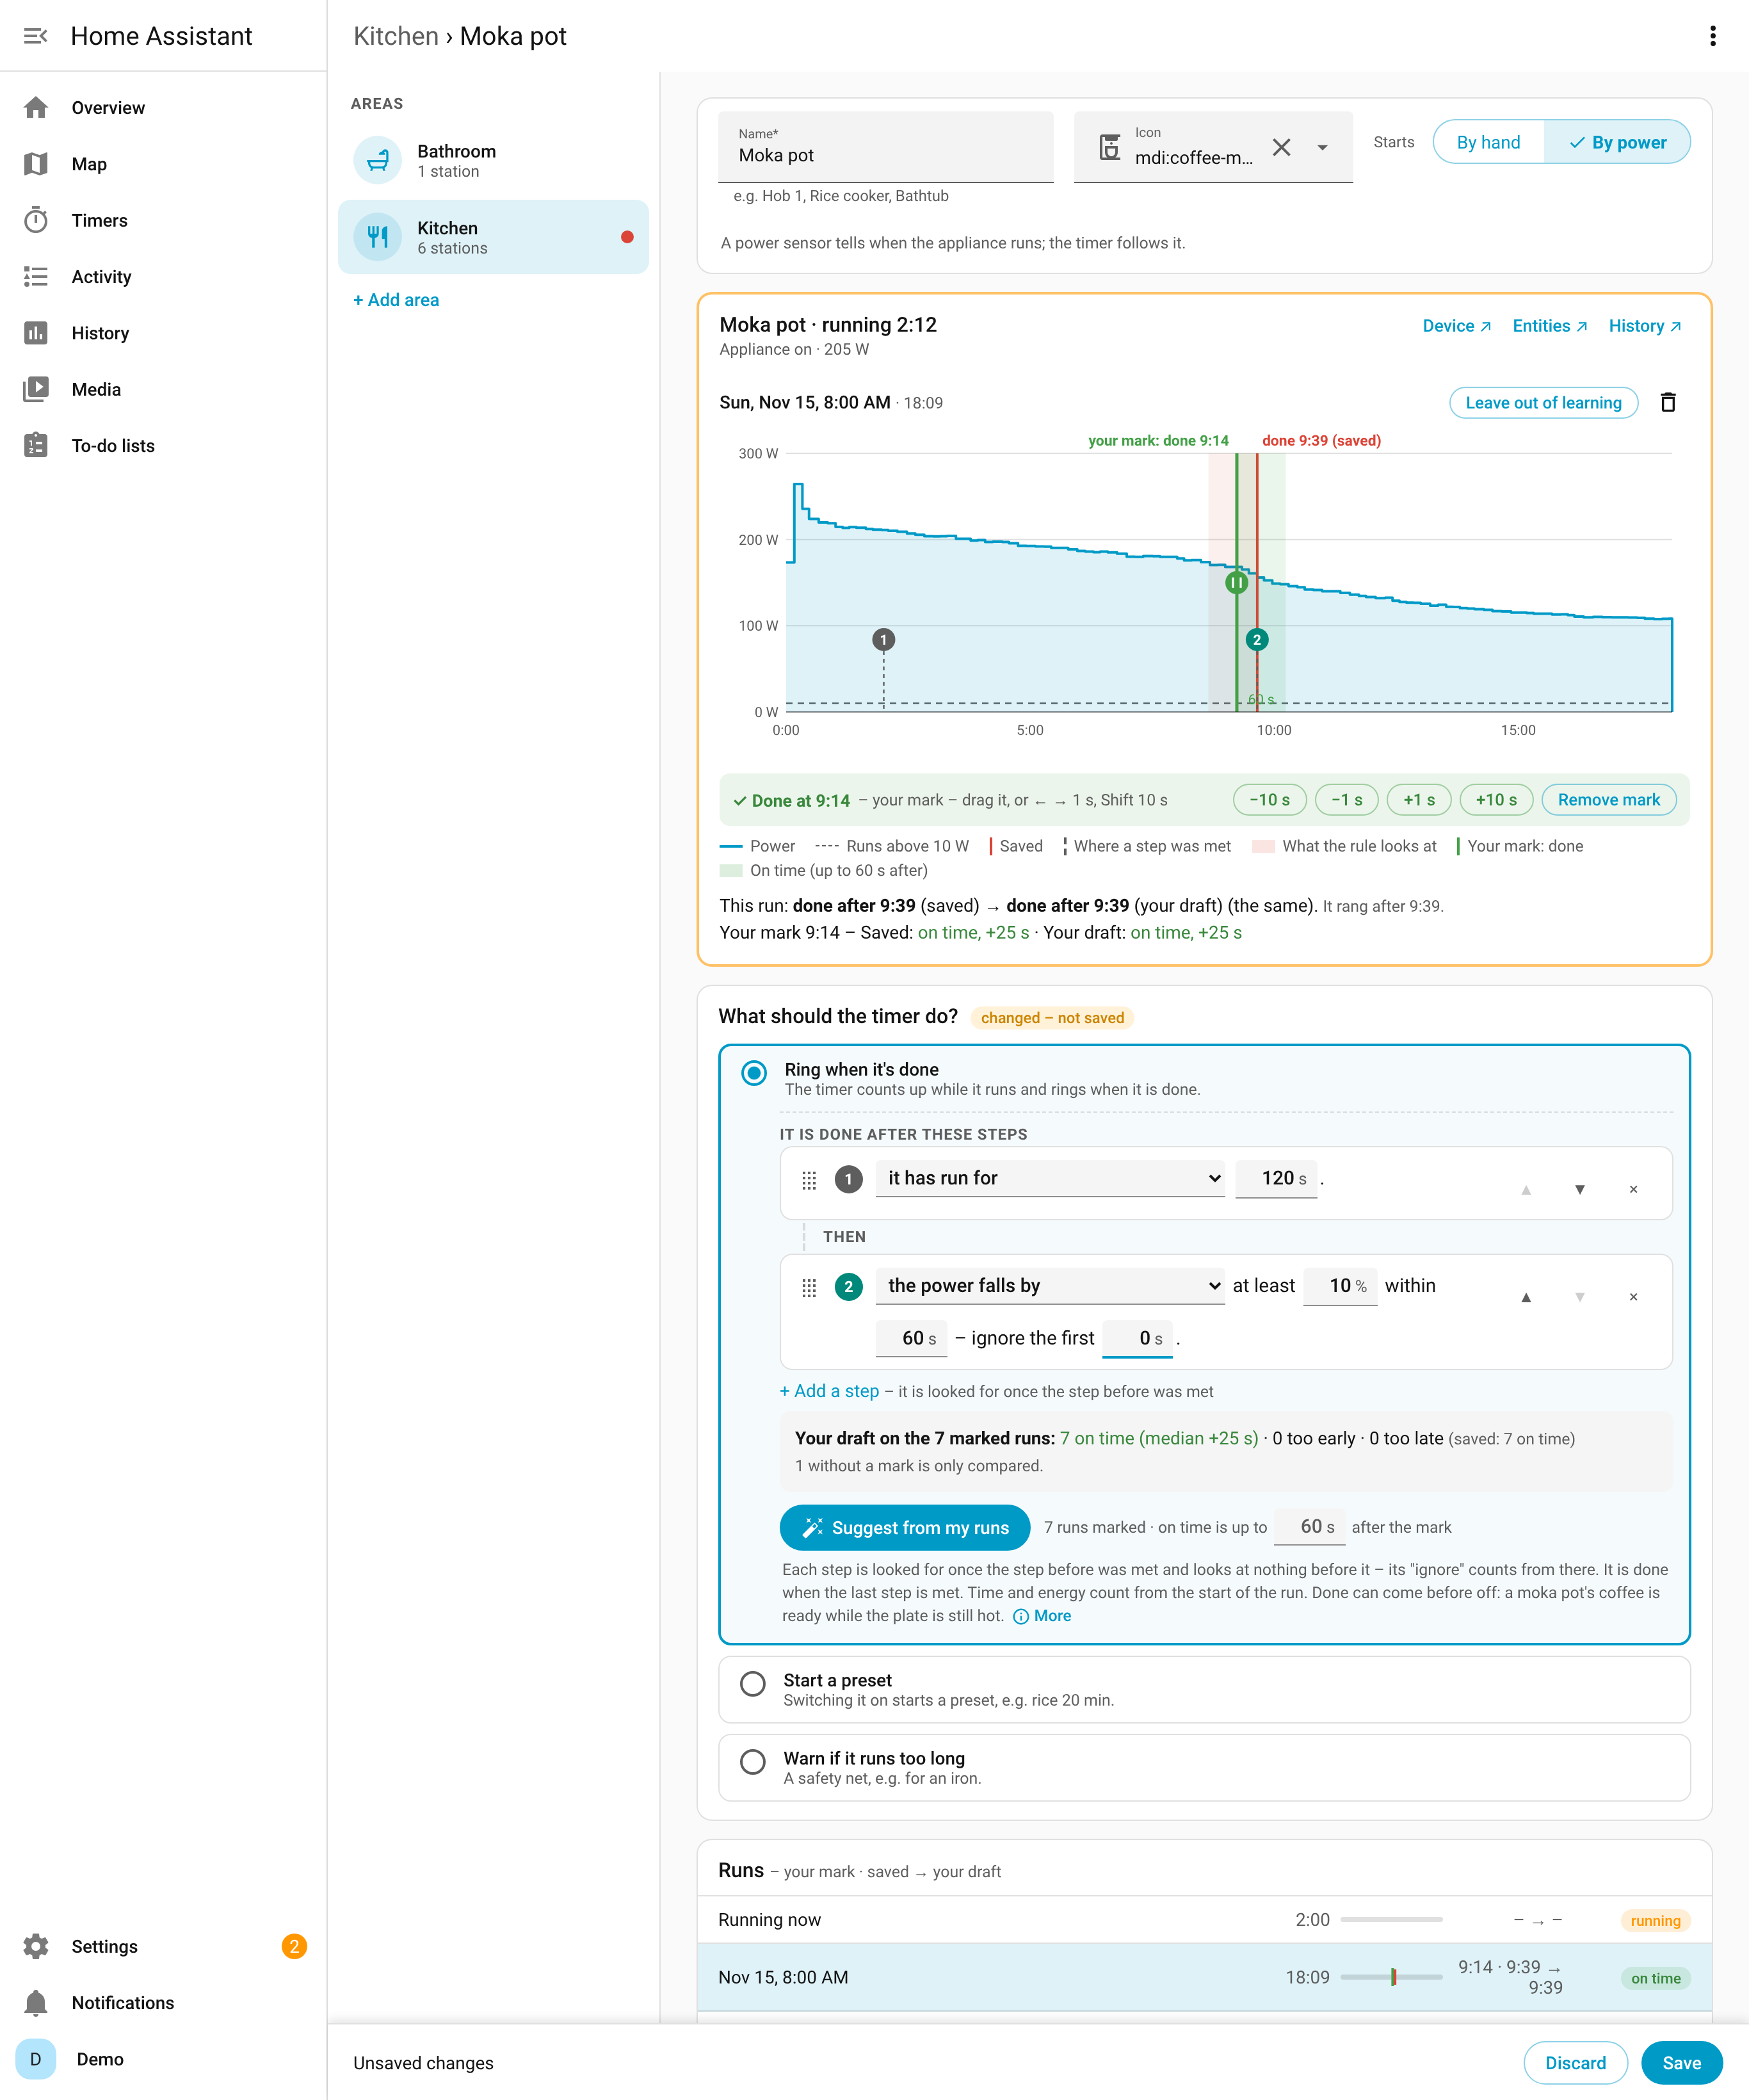 Home Assistant
Overview
Map
Timers
Activity
History
Media
To-do lists
Settings
2
Notifications
D
Demo
Kitchen › Moka pot
AREAS
Bathroom
1 station
Kitchen
6 stations
+ Add area
Name*
Moka pot
e.g. Hob 1, Rice cooker, Bathtub
Icon
mdi:coffee-m...
Starts
By hand
By power
A power sensor tells when the appliance runs; the timer follows it.
Moka pot · running 2:12
Appliance on · 205 W
Device
Entities
History
Sun, Nov 15, 8:00 AM · 18:09
Leave out of learning
your mark: done 9:14
done 9:39 (saved)
300 W
200 W
100 W
0 W
1
2
60 s
0:00
5:00
10:00
15:00
Done at 9:14 – your mark – drag it, or ← → 1 s, Shift 10 s
−10 s
−1 s
+1 s
+10 s
Remove mark
Power
Runs above 10 W
Saved
Where a step was met
What the rule looks at
Your mark: done
On time (up to 60 s after)
This run: done after 9:39 (saved) → done after 9:39 (your draft) (the same). It rang after 9:39.
Your mark 9:14 – Saved: on time, +25 s · Your draft: on time, +25 s
What should the timer do?
changed – not saved
Ring when it's done
The timer counts up while it runs and rings when it is done.
IT IS DONE AFTER THESE STEPS
1 it has run for 120 s .
▲ ▼ ×
THEN
2 the power falls by at least 10 % within
▲ ▼ ×
60 s – ignore the first 0 s .
+ Add a step – it is looked for once the step before was met
Your draft on the 7 marked runs: 7 on time (median +25 s) · 0 too early · 0 too late (saved: 7 on time)
1 without a mark is only compared.
Suggest from my runs
7 runs marked · on time is up to 60 s after the mark
Each step is looked for once the step before was met and looks at nothing before it – its "ignore" counts from there. It is done
when the last step is met. Time and energy count from the start of the run. Done can come before off: a moka pot's coffee is
ready while the plate is still hot. More
Start a preset
Switching it on starts a preset, e.g. rice 20 min.
Warn if it runs too long
A safety net, e.g. for an iron.
Runs – your mark · saved → your draft
Running now
2:00
– → –
running
Nov 15, 8:00 AM
18:09
9:14 · 9:39 →
9:39
on time
Unsaved changes
Discard
Save